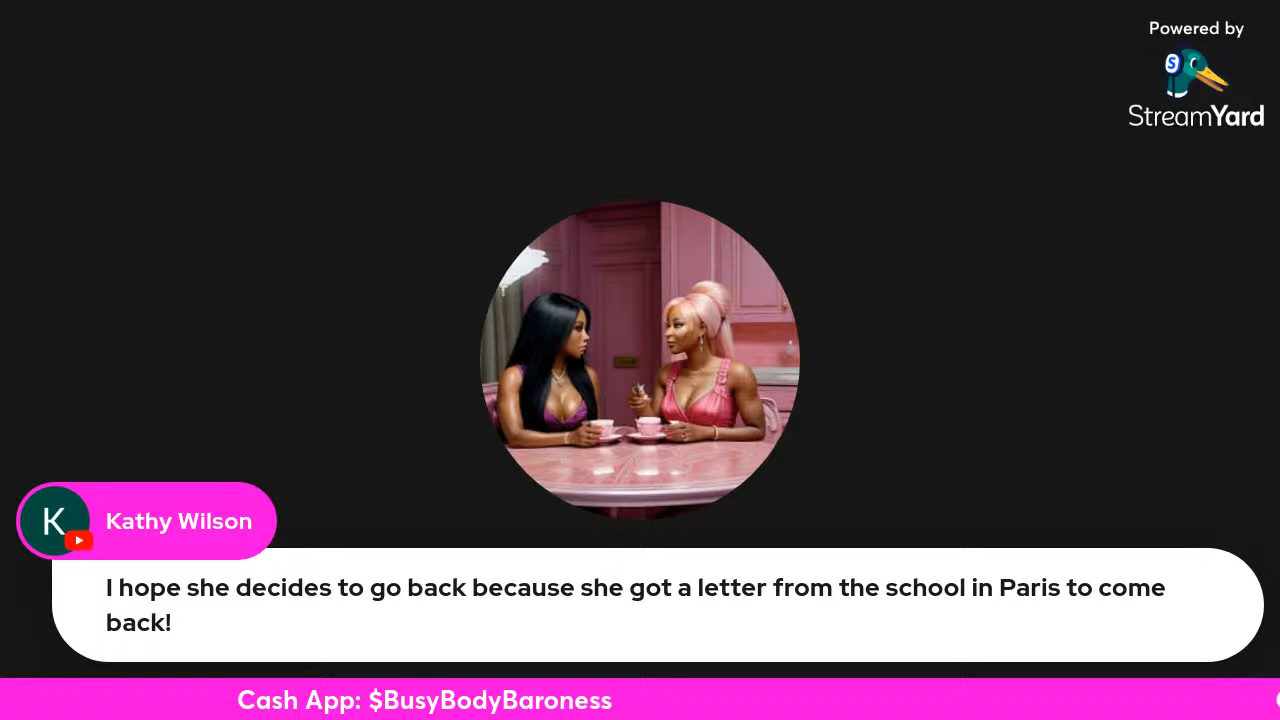 Powered by
S
StreamYard
K
Kathy Wilson
I hope she decides to go back because she got a letter from the school in Paris to come
back!
Cash App: $BusyBodyBaroness